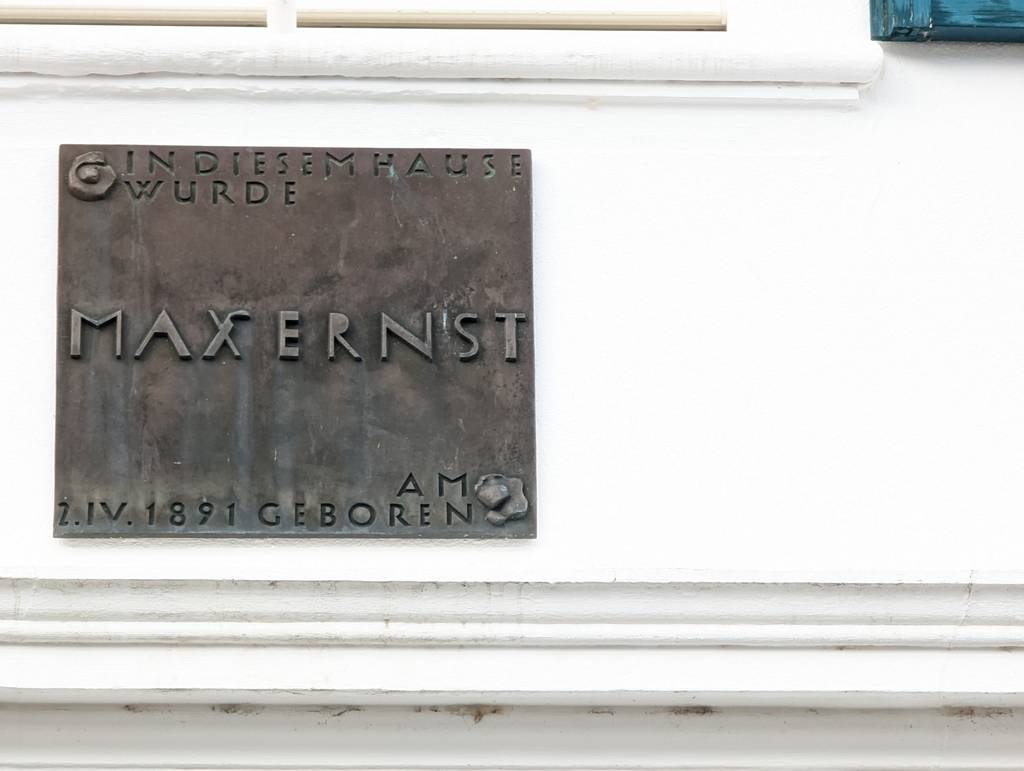 IN DIESEM HAUSE
WURDE
MAX ERNST
AM
2.IV.1891 GEBOREN